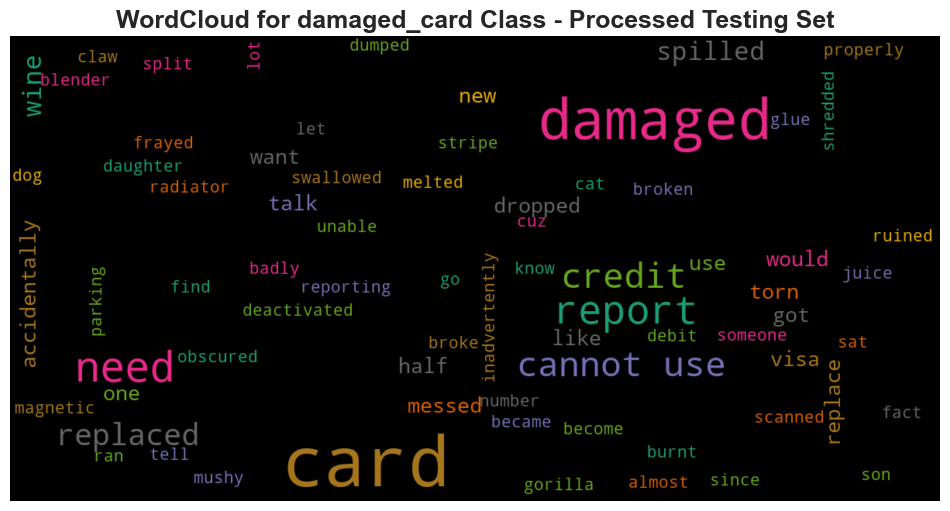 WordCloud for damaged_card Class - Processed Testing Set
dumped
lot
claw
split
spilled
properly
wine
blender
new
damaged
glue
shredded
let
frayed
stripe
want
daughter
dog
radiator
swallowed
melted
cat
broken
talk
dropped
cuz
unable
ruined
accidentally
badly
inadvertently
know
credit
use
would
juice
parking
find
reporting
go
torn
deactivated
report
got
like
debit
someone
obscured
broke
sat
need
half
cannot use
visa
replace
one
magnetic
messed
number
scanned
fact
replaced
became
become
ran
tell
card
burnt
mushy
gorilla
almost
since
son